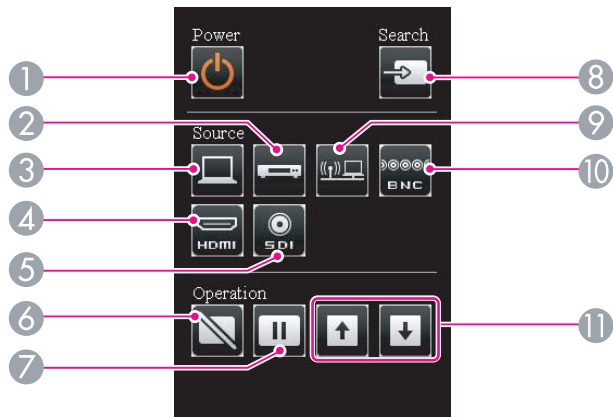 Power Search
1 8
2 9
Source
3 10
BNC
4
HDMI SDI
5
Operation
6
7 11